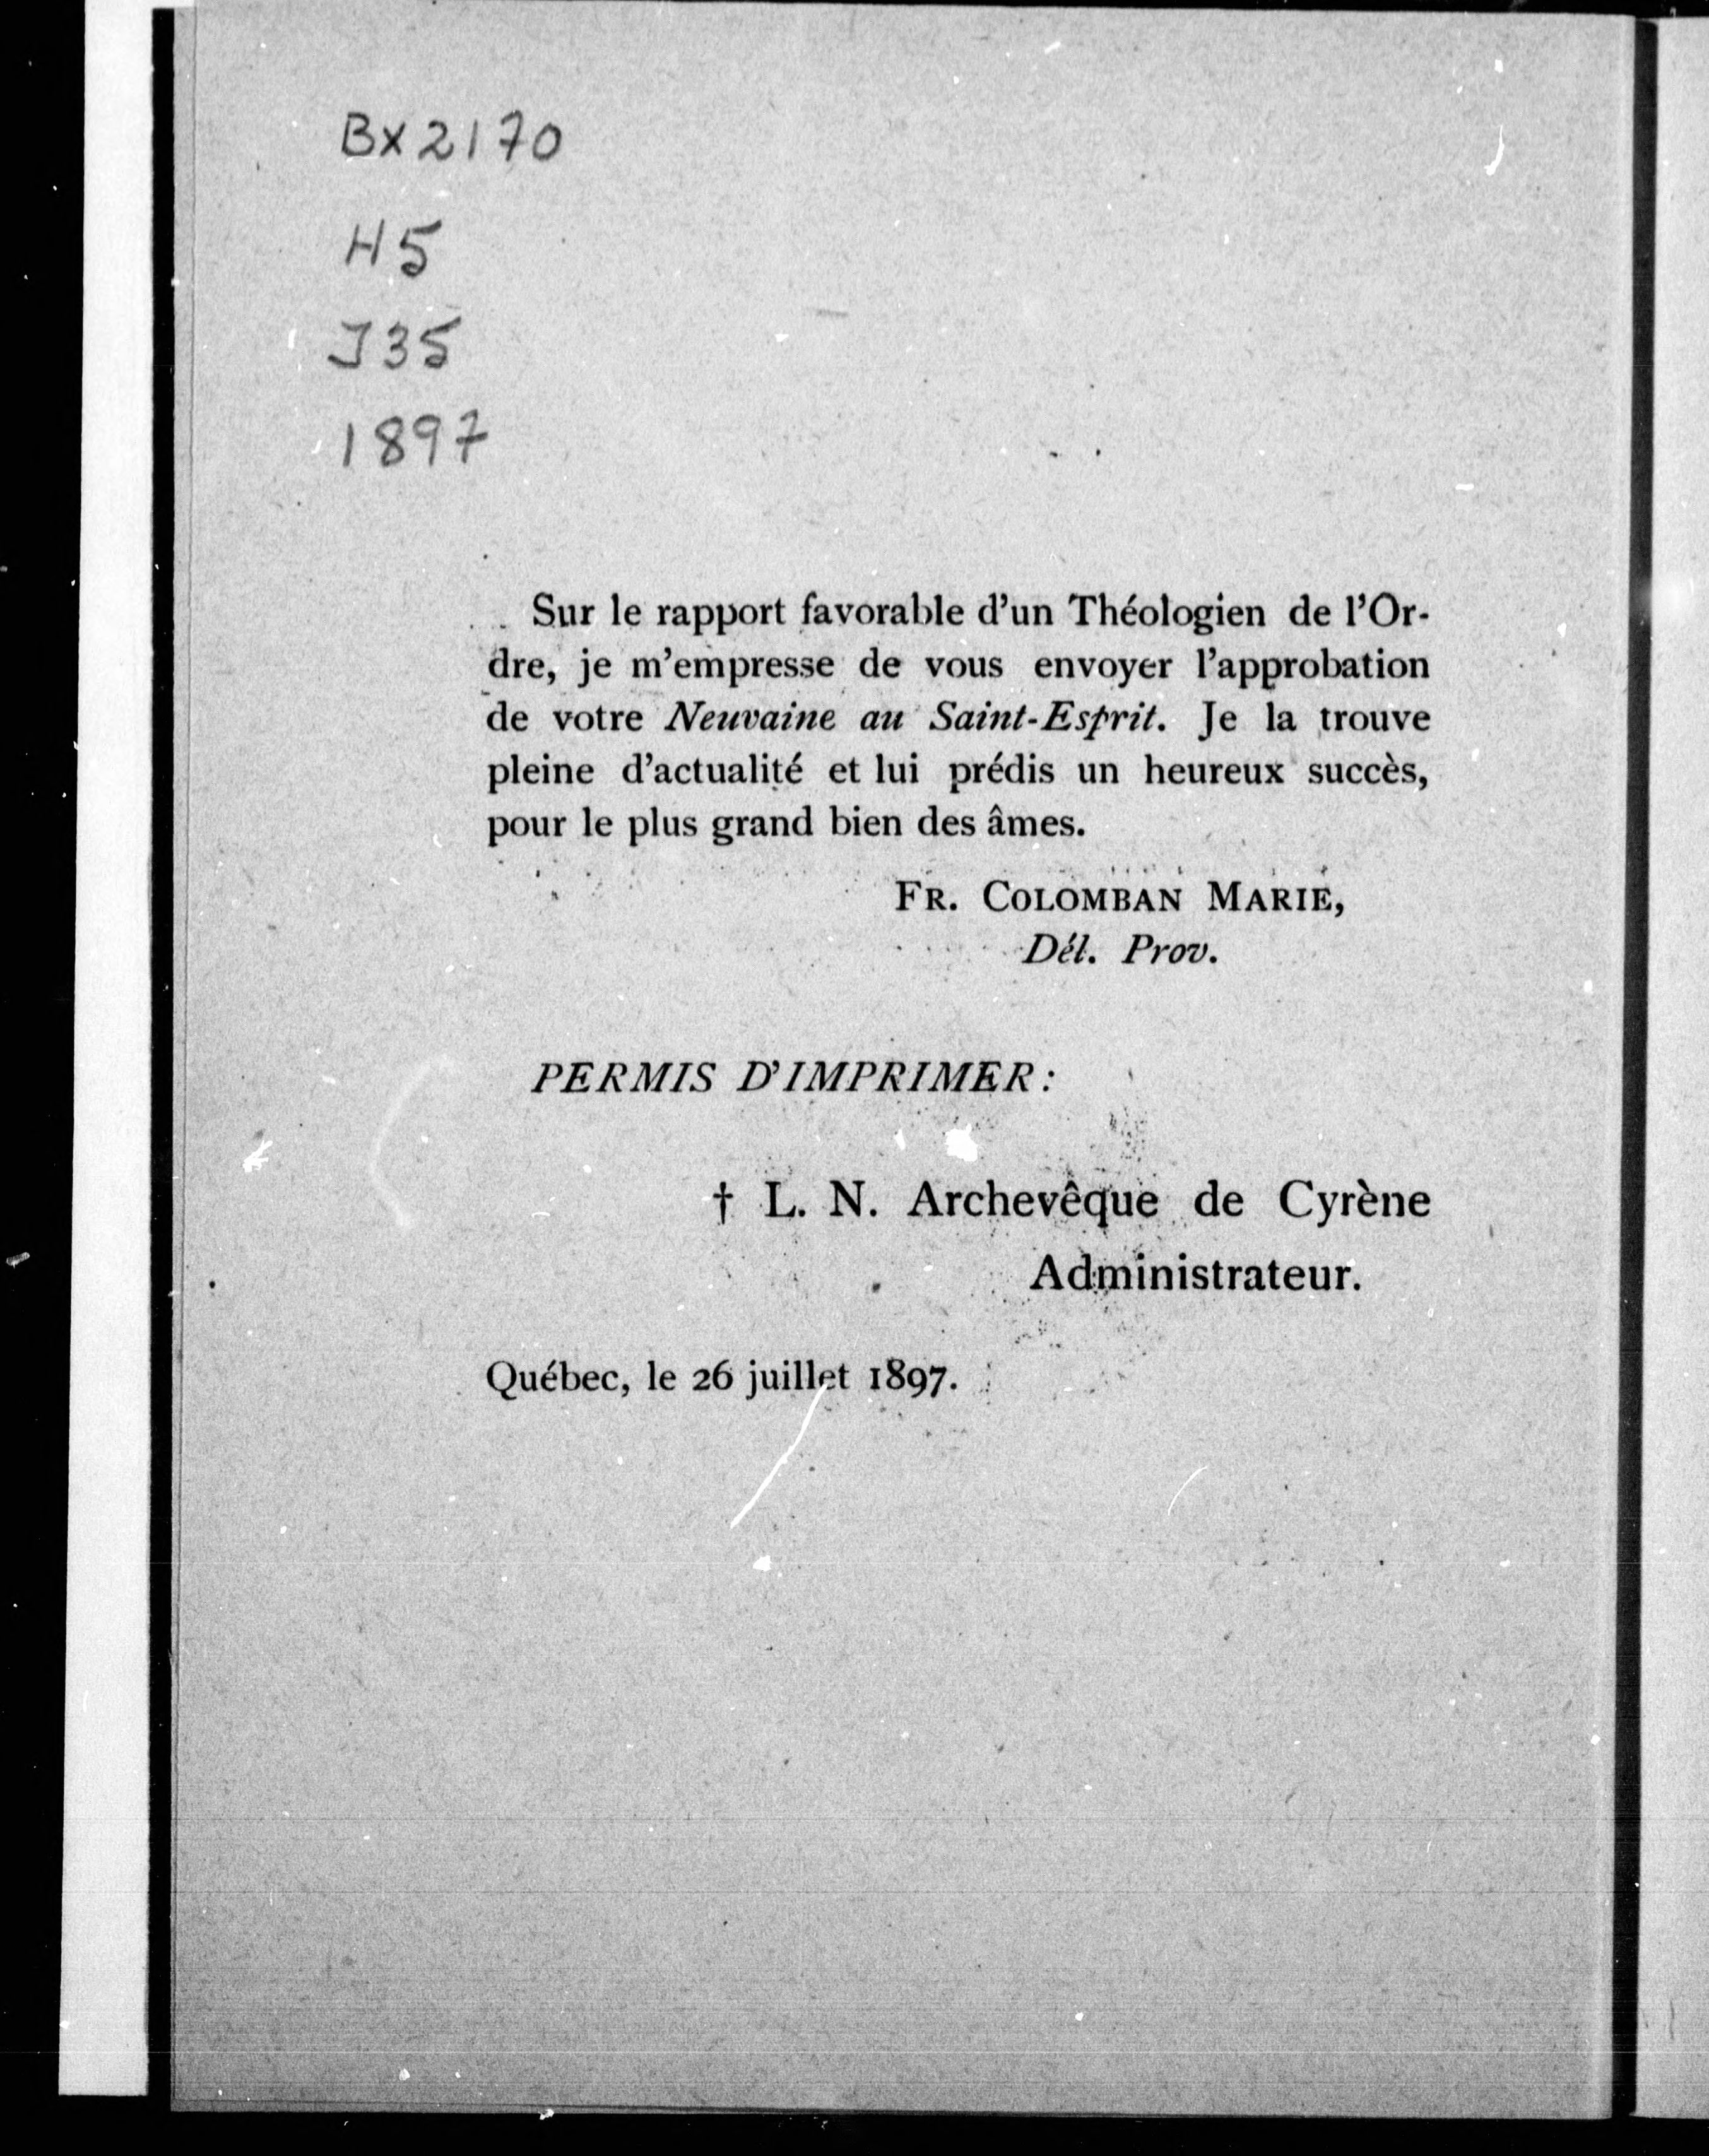 BX2170
H5
J35
1897
Sur le rapport favorable d'un Théologien de l'Or-
dre, je m'empresse de vous envoyer l'approbation
de votre Neuvaine au Saint-Esprit. Je la trouve
pleine d'actualité et lui prédis un heureux succès,
pour le plus grand bien des âmes.
FR. COLOMBAN MARIE,
Dél. Prov.
PERMIS D'IMPRIMER:
† L. N. Archevêque de Cyrène
Administrateur.
Québec, le 26 juillet 1897.